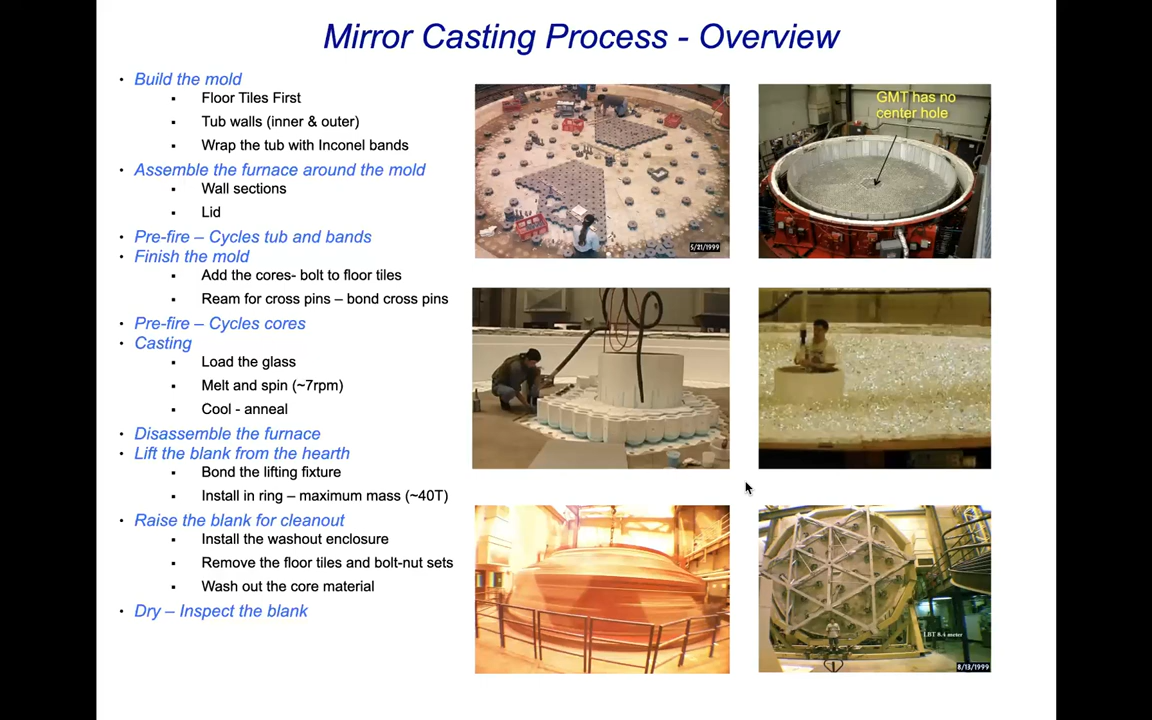 Mirror Casting Process - Overview
• Build the mold
▪ Floor Tiles First
▪ Tub walls (inner & outer)
▪ Wrap the tub with Inconel bands
• Assemble the furnace around the mold
▪ Wall sections
▪ Lid
• Pre-fire – Cycles tub and bands
• Finish the mold
▪ Add the cores- bolt to floor tiles
▪ Ream for cross pins – bond cross pins
• Pre-fire – Cycles cores
• Casting
▪ Load the glass
▪ Melt and spin (~7rpm)
▪ Cool - anneal
• Disassemble the furnace
• Lift the blank from the hearth
▪ Bond the lifting fixture
▪ Install in ring – maximum mass (~40T)
• Raise the blank for cleanout
▪ Install the washout enclosure
▪ Remove the floor tiles and bolt-nut sets
▪ Wash out the core material
• Dry – Inspect the blank
5/21/1999
GMT has no
center hole
LBT 8.4 meter
8/13/1999